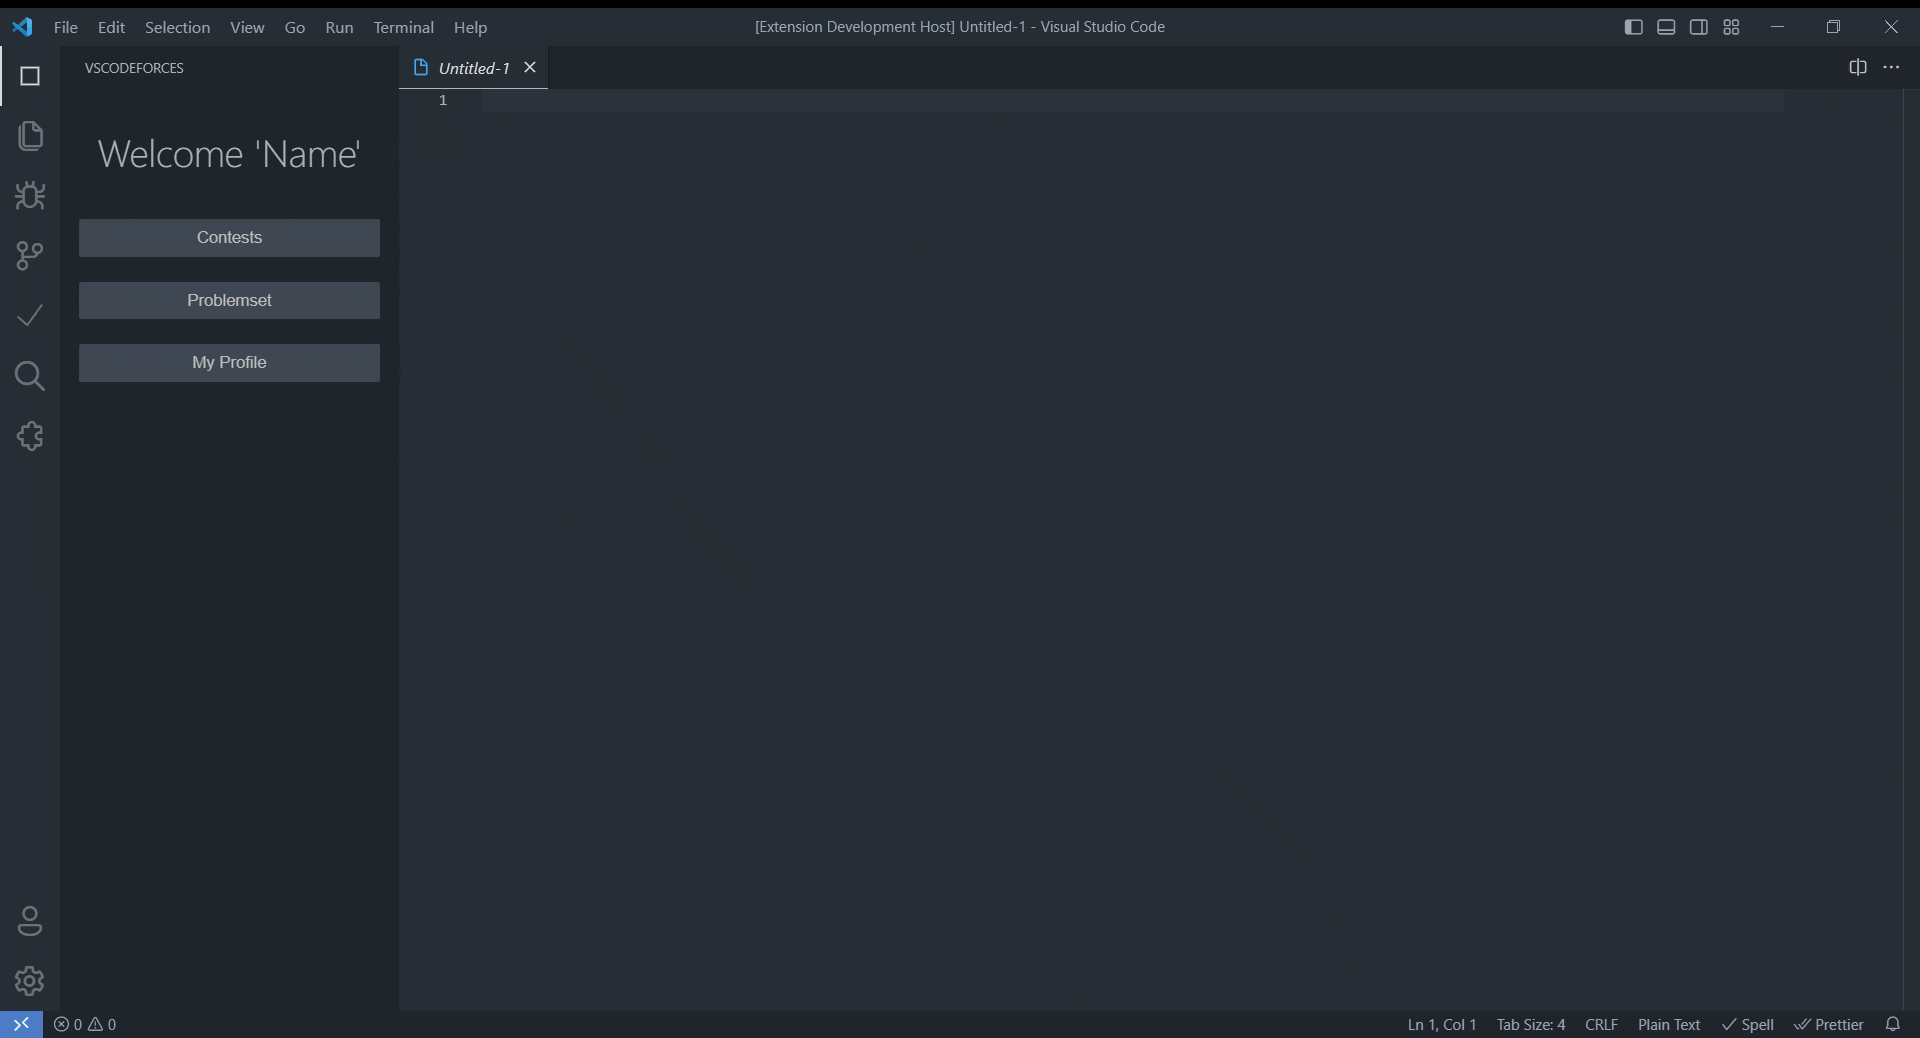 File Edit Selection View Go Run Terminal Help [Extension Development Host] Untitled-1 - Visual Studio Code
VSCODEFORCES
Untitled-1
1
Welcome 'Name'
Contests
Problemset
My Profile
0 0 Ln 1, Col 1 Tab Size: 4 CRLF Plain Text Spell Prettier